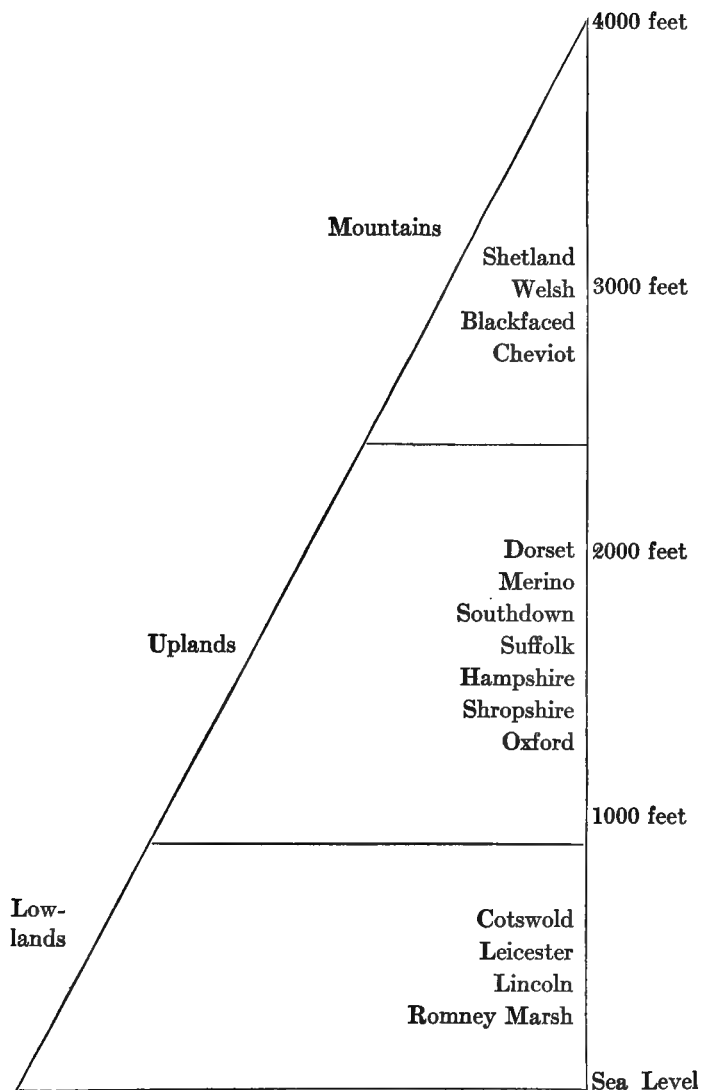 4000 feet
Mountains
Shetland
Welsh
3000 feet
Blackfaced
Cheviot
Dorset
2000 feet
Merino
Southdown
Uplands
Suffolk
Hampshire
Shropshire
Oxford
1000 feet
Low-
lands
Cotswold
Leicester
Lincoln
Romney Marsh
Sea Level